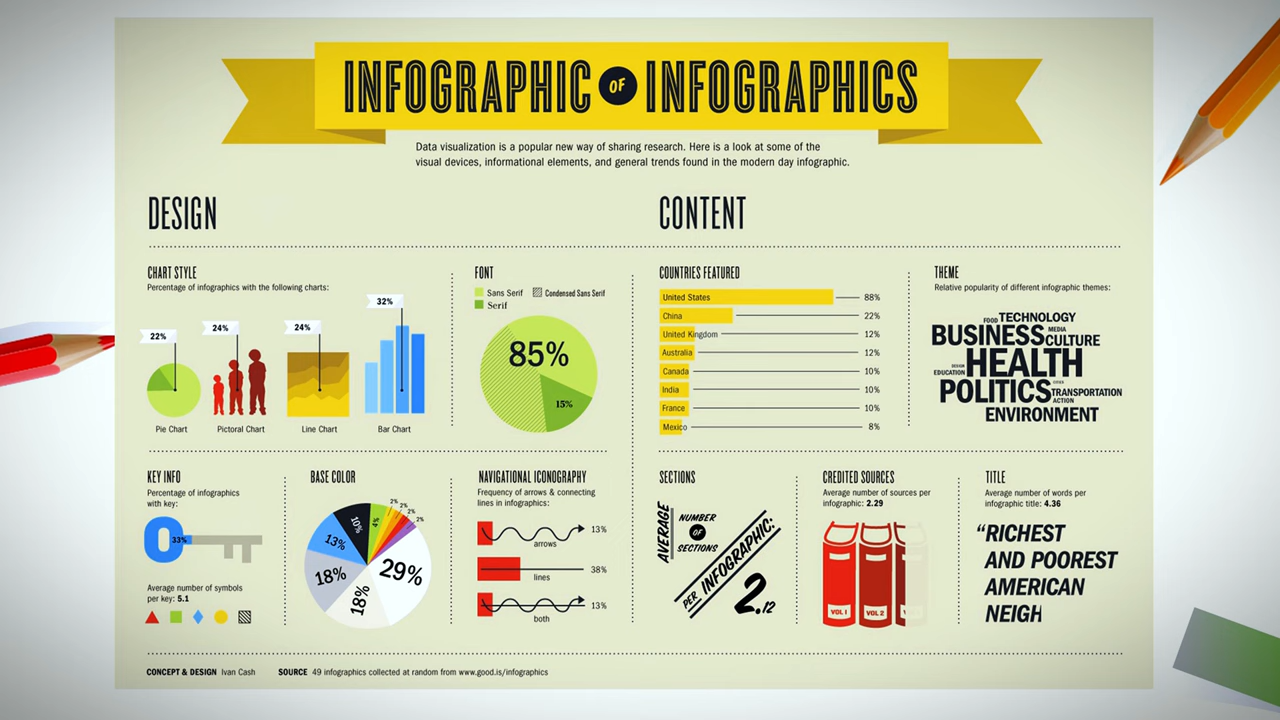 INFOGRAPHIC OF INFOGRAPHICS
Data visualization is a popular new way of sharing research. Here is a look at some of the
visual devices, informational elements, and general trends found in the modern day infographic.
DESIGN
CHART STYLE
Percentage of infographics with the following charts:
22%
24%
24%
32%
Pie Chart
Pictoral Chart
Line Chart
Bar Chart
FONT
Sans Serif
Condensed Sans Serif
Serif
85%
15%
KEY INFO
Percentage of infographics
with key:
33%
Average number of symbols
per key: 5.1
BASE COLOR
10%
4%
2%
2%
2%
2%
13%
18%
18%
29%
NAVIGATIONAL ICONOGRAPHY
Frequency of arrows & connecting
lines in infographics:
13%
arrows
38%
lines
13%
both
CONTENT
COUNTRIES FEATURED
United States 88%
China 22%
United Kingdom 12%
Australia 12%
Canada 10%
India 10%
France 10%
Mexico 8%
THEME
Relative popularity of different infographic themes:
FOOD TECHNOLOGY
BUSINESS MEDIA
CULTURE
DESIGN
HEALTH
EDUCATION
CITIES
POLITICS TRANSPORTATION
ACTION
ENVIRONMENT
SECTIONS
AVERAGE
NUMBER
OF
SECTIONS
PER INFOGRAPHIC:
2.12
CREDITED SOURCES
Average number of sources per
infographic: 2.29
VOL 1
VOL 2
TITLE
Average number of words per
infographic title: 4.36
“RICHEST
AND POOREST
AMERICAN
NEIGH
CONCEPT & DESIGN Ivan Cash
SOURCE 49 infographics collected at random from www.good.is/infographics